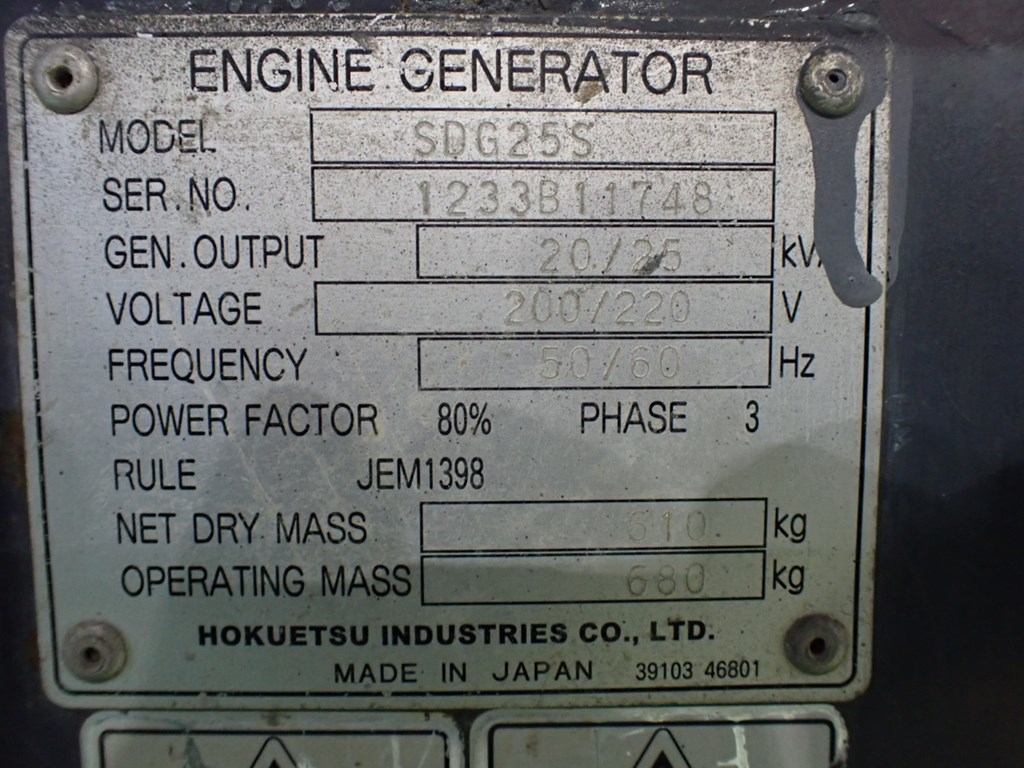 ENGINE GENERATOR
MODEL SDG25S
SER.NO. 1233B11748
GEN.OUTPUT 20/25
VOLTAGE 200/220 V
FREQUENCY 50/60 Hz
POWER FACTOR 80% PHASE 3
RULE JEM1398
NET DRY MASS 610 kg
OPERATING MASS 680 kg
HOKUETSU INDUSTRIES CO., LTD.
MADE IN JAPAN 39103 46801